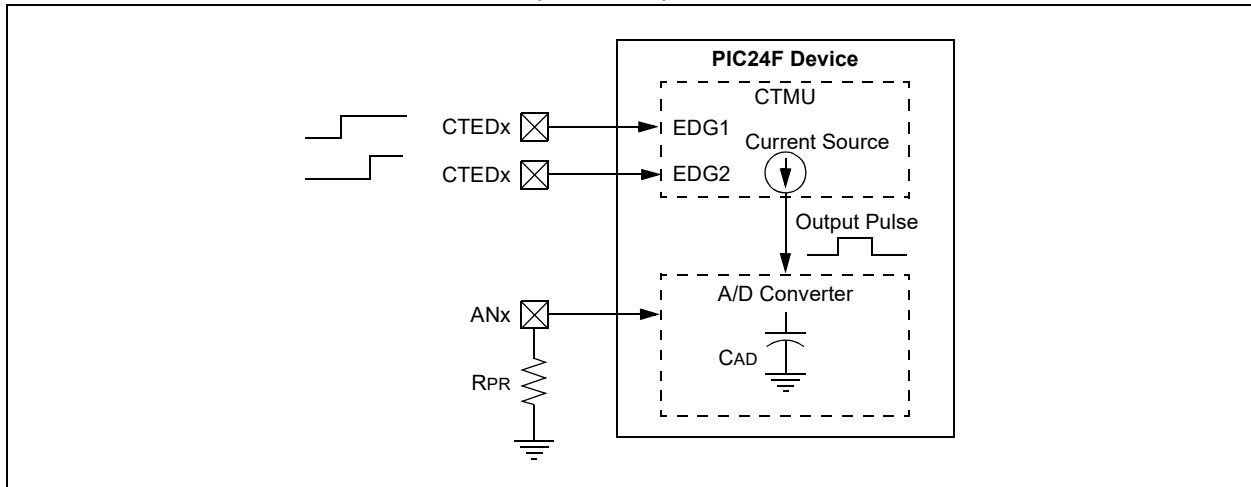 PIC24F Device
CTMU
CTEDx
EDG1
Current Source
CTEDx
EDG2
Output Pulse
A/D Converter
ANx
CAD
RPR